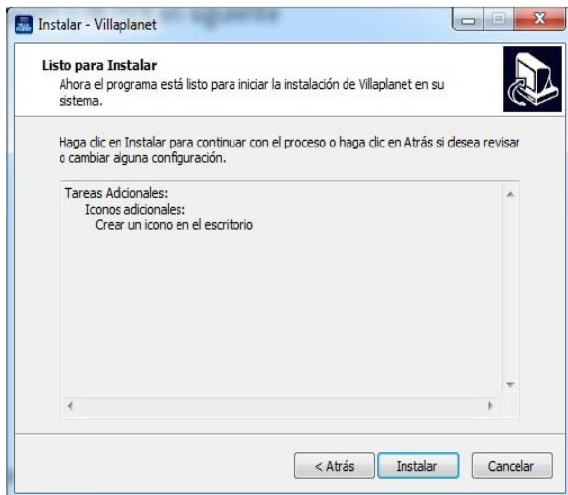 Instalar - Villaplanet
Listo para Instalar
Ahora el programa está listo para iniciar la instalación de Villaplanet en su
sistema.
Haga clic en Instalar para continuar con el proceso o haga clic en Atrás si desea revisar
o cambiar alguna configuración.
Tareas Adicionales:
Iconos adicionales:
Crear un icono en el escritorio
< Atrás
Instalar
Cancelar